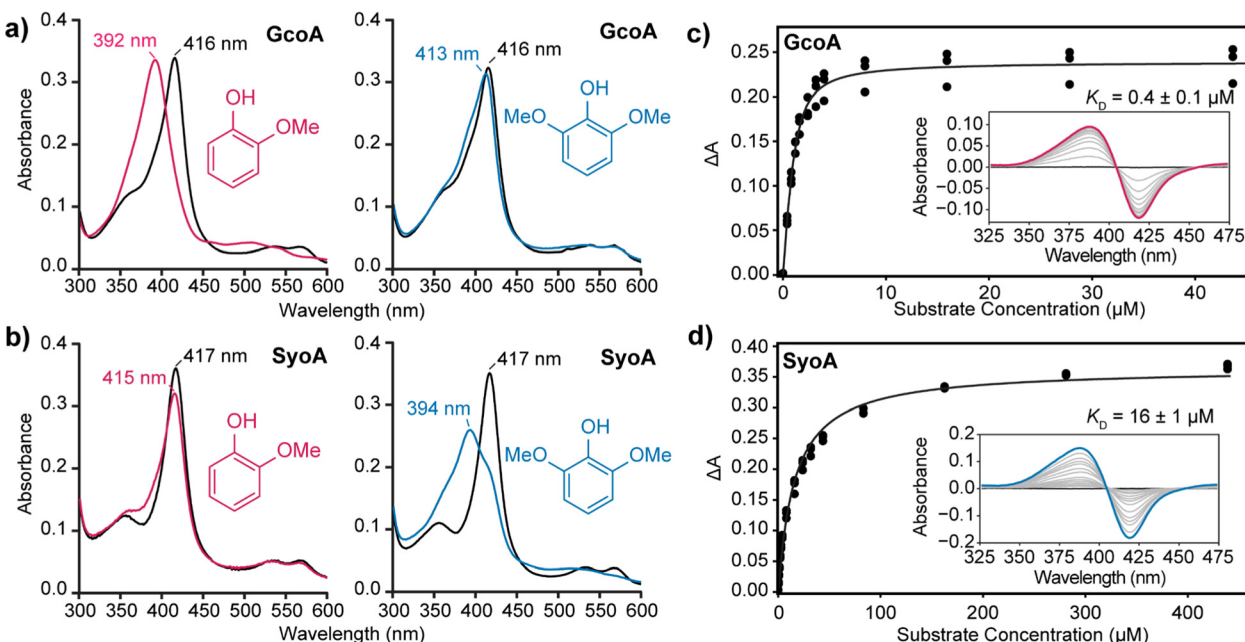 a)
GcoA
392 nm
416 nm
OH
OMe
Absorbance
0.4
0.3
0.2
0.1
0.0
300 350 400 450 500 550 600
GcoA
413 nm
416 nm
OH
MeO
OMe
0.4
0.3
0.2
0.1
0.0
300 350 400 450 500 550 600
Wavelength (nm)
b)
SyoA
417 nm
415 nm
OH
OMe
Absorbance
0.4
0.3
0.2
0.1
0.0
300 350 400 450 500 550 600
SyoA
417 nm
394 nm
OH
MeO
OMe
0.4
0.3
0.2
0.1
0.0
300 350 400 450 500 550 600
Wavelength (nm)
c)
GcoA
ΔA
0.25
0.20
0.15
0.10
0.05
0.00
0 10 20 30 40
Substrate Concentration (µM)
KD = 0.4 ± 0.1 µM
Absorbance
0.10
0.05
0.00
−0.05
−0.10
325 350 375 400 425 450 475
Wavelength (nm)
d)
SyoA
ΔA
0.40
0.35
0.30
0.25
0.20
0.15
0.10
0.05
0.00
0 100 200 300 400
Substrate Concentration (µM)
KD = 16 ± 1 µM
Absorbance
0.2
0.1
0.0
−0.1
−0.2
325 350 375 400 425 450 475
Wavelength (nm)